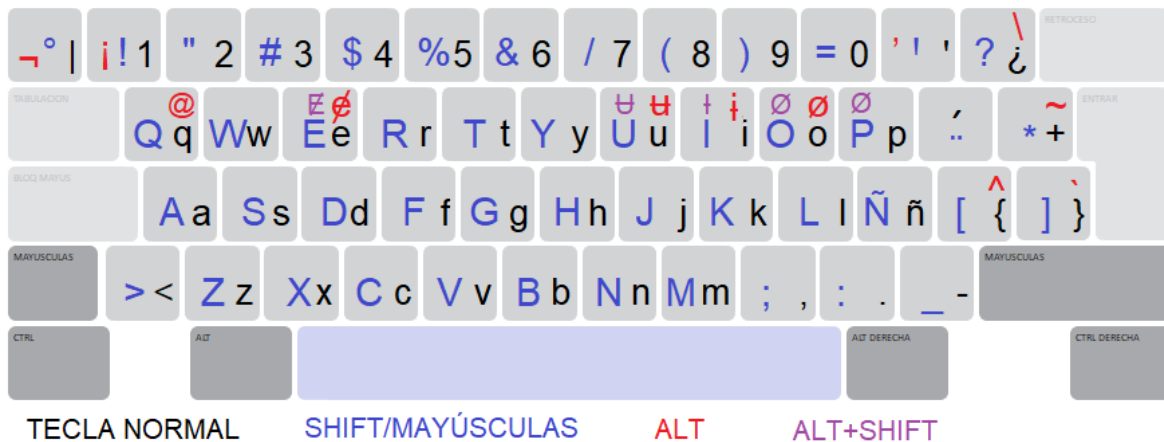 ¬ ° | ¡ ! 1 " 2 # 3 $ 4 % 5 & 6 / 7 ( 8 ) 9 = 0 ' ! ' \ ? ¿ RETROCESO
TABULACION @ Q q W w Ɇ ɇ E e R r T t Y y Ʉ ʉ U u Ɨ ɨ I i Ø ø O o Ø P p ´ ¨ ~ * + ENTRAR
BLOQ MAYUS A a S s D d F f G g H h J j K k L l Ñ ñ ^ [ { ` ] }
MAYUSCULAS > < Z z X x C c V v B b N n M m ; , : . _ - MAYUSCULAS
CTRL ALT ALT DERECHA CTRL DERECHA
TECLA NORMAL SHIFT/MAYÚSCULAS ALT ALT+SHIFT